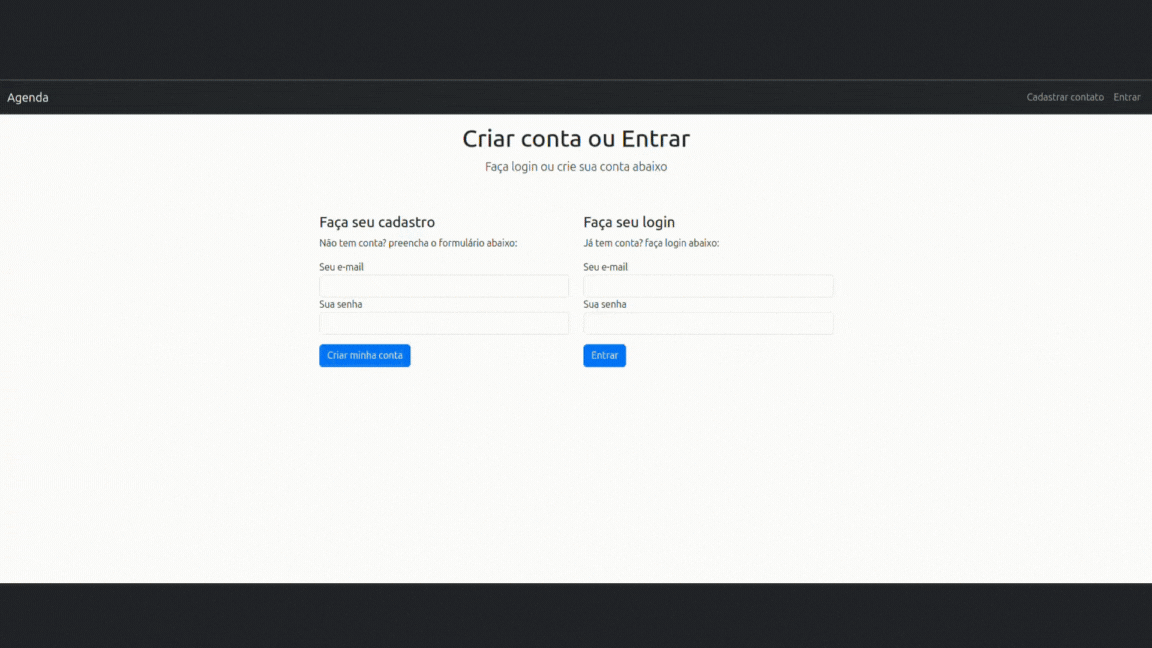 Agenda
Cadastrar contato Entrar
Criar conta ou Entrar
Faça login ou crie sua conta abaixo
Faça seu cadastro
Não tem conta? preencha o formulário abaixo:
Seu e-mail
Sua senha
Criar minha conta
Faça seu login
Já tem conta? faça login abaixo:
Seu e-mail
Sua senha
Entrar